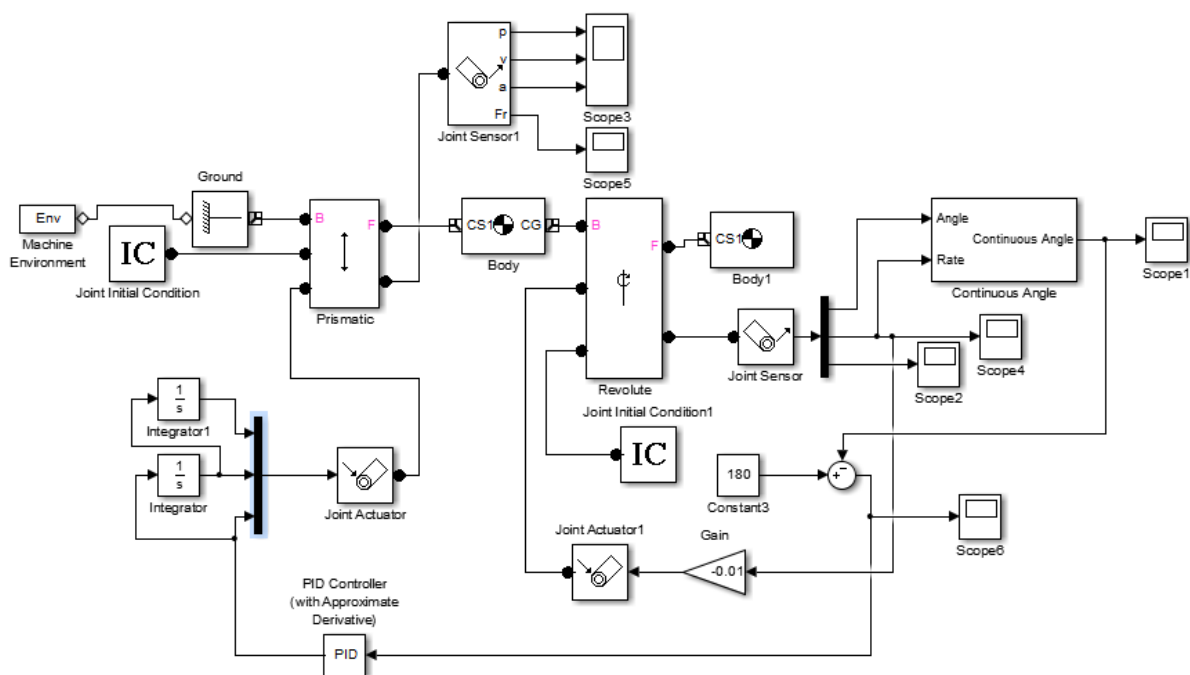 p
v
a
Fr
Joint Sensor1
Scope3
Scope5
Env
Machine
Environment
Ground
IC
Joint Initial Condition
B
F
Prismatic
CS1
CG
Body
B
F
Revolute
CS1
Body1
Joint Sensor
Angle
Rate
Continuous Angle
Continuous Angle
Scope1
Scope4
Scope2
Joint Initial Condition1
IC
1
s
Integrator1
1
s
Integrator
Joint Actuator
180
Constant3
+
−
Scope6
Joint Actuator1
Gain
-0.01
PID Controller
(with Approximate
Derivative)
PID